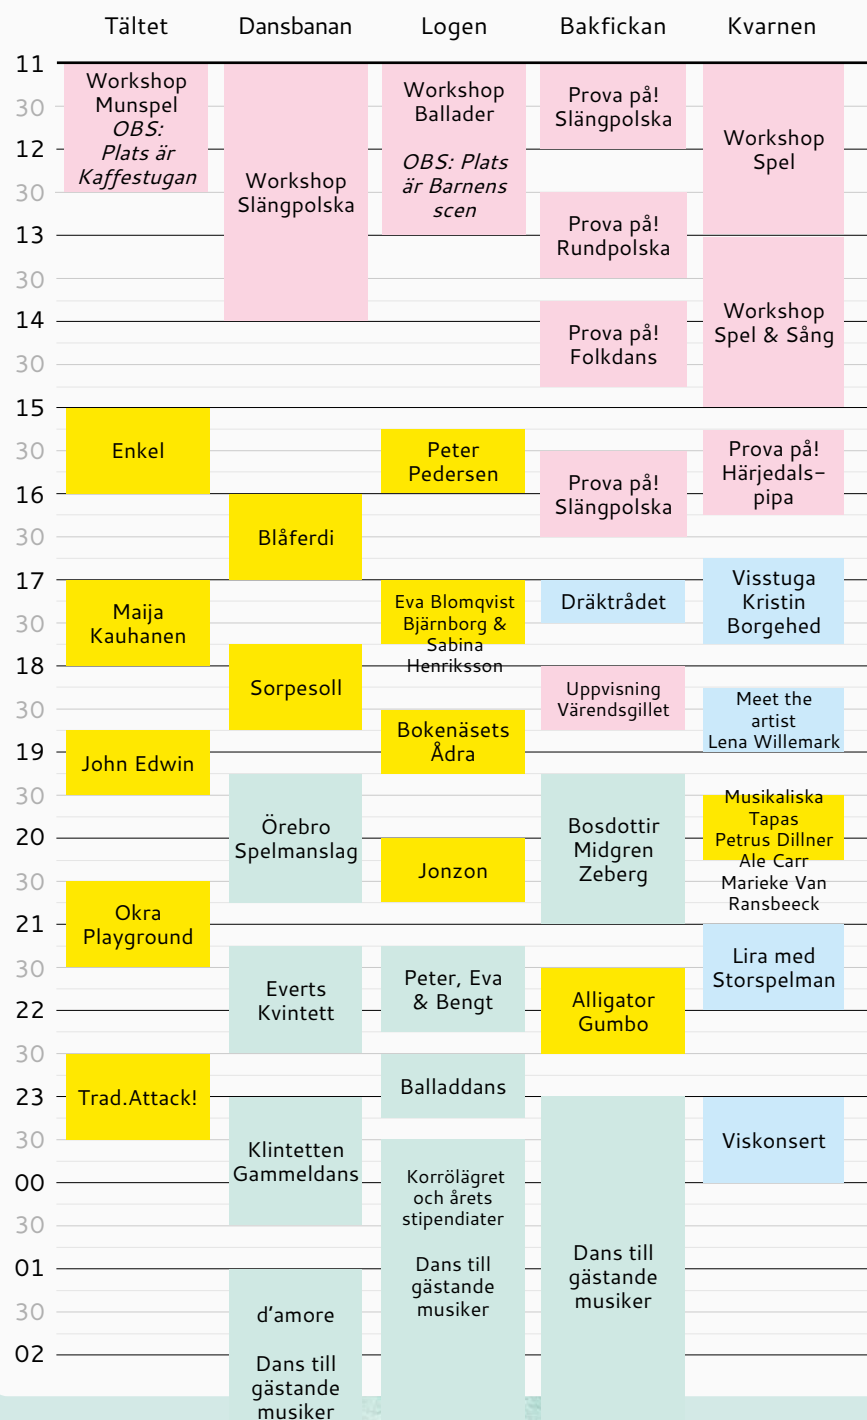 Tältet
Dansbanan
Logen
Bakfickan
Kvarnen
11
30
12
30
13
30
14
30
15
30
16
30
17
30
18
30
19
30
20
30
21
30
22
30
23
30
00
30
01
30
02
Workshop
Munspel
OBS:
Plats är
Kaffestugan
Enkel
Maija
Kauhanen
John Edwin
Okra
Playground
Trad.Attack!
Workshop
Slängpolska
Blåferdi
Sorpesoll
Örebro
Spelmanslag
Everts
Kvintett
Klintetten
Gammeldans
d’amore
Dans till
gästande
musiker
Workshop
Ballader
OBS: Plats
är Barnens
scen
Peter
Pedersen
Eva Blomqvist
Bjärnborg &
Sabina
Henriksson
Bokenäsets
Ådra
Jonzon
Peter, Eva
& Bengt
Balladdans
Korrölägret
och årets
stipendiater
Dans till
gästande
musiker
Prova på!
Slängpolska
Prova på!
Rundpolska
Prova på!
Folkdans
Prova på!
Slängpolska
Dräktrådet
Uppvisning
Värendsgillet
Bosdottir
Midgren
Zeberg
Alligator
Gumbo
Dans till
gästande
musiker
Workshop
Spel
Workshop
Spel & Sång
Prova på!
Härjedals-
pipa
Visstuga
Kristin
Borgehed
Meet the
artist
Lena Willemark
Musikaliska
Tapas
Petrus Dillner
Ale Carr
Marieke Van
Ransbeeck
Lira med
Storspelman
Viskonsert